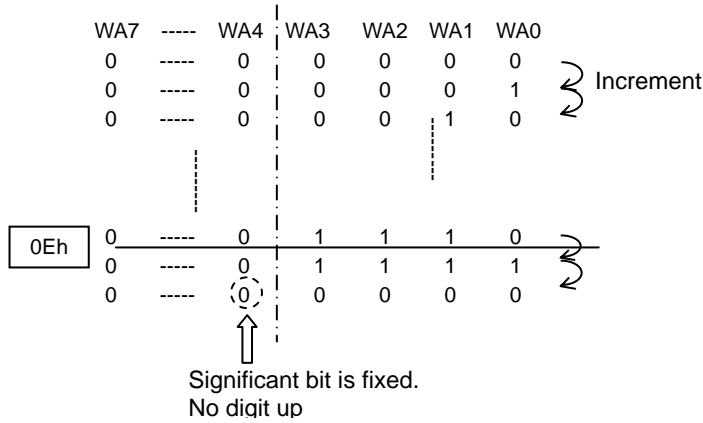 WA7 ----- WA4 WA3 WA2 WA1 WA0
0 ----- 0 0 0 0 0
0 ----- 0 0 0 0 1
Increment
0 ----- 0 0 0 1 0
0Eh
0 ----- 0 1 1 1 0
0 ----- 0 1 1 1 1
0 ----- 0 0 0 0 0
Significant bit is fixed.
No digit up